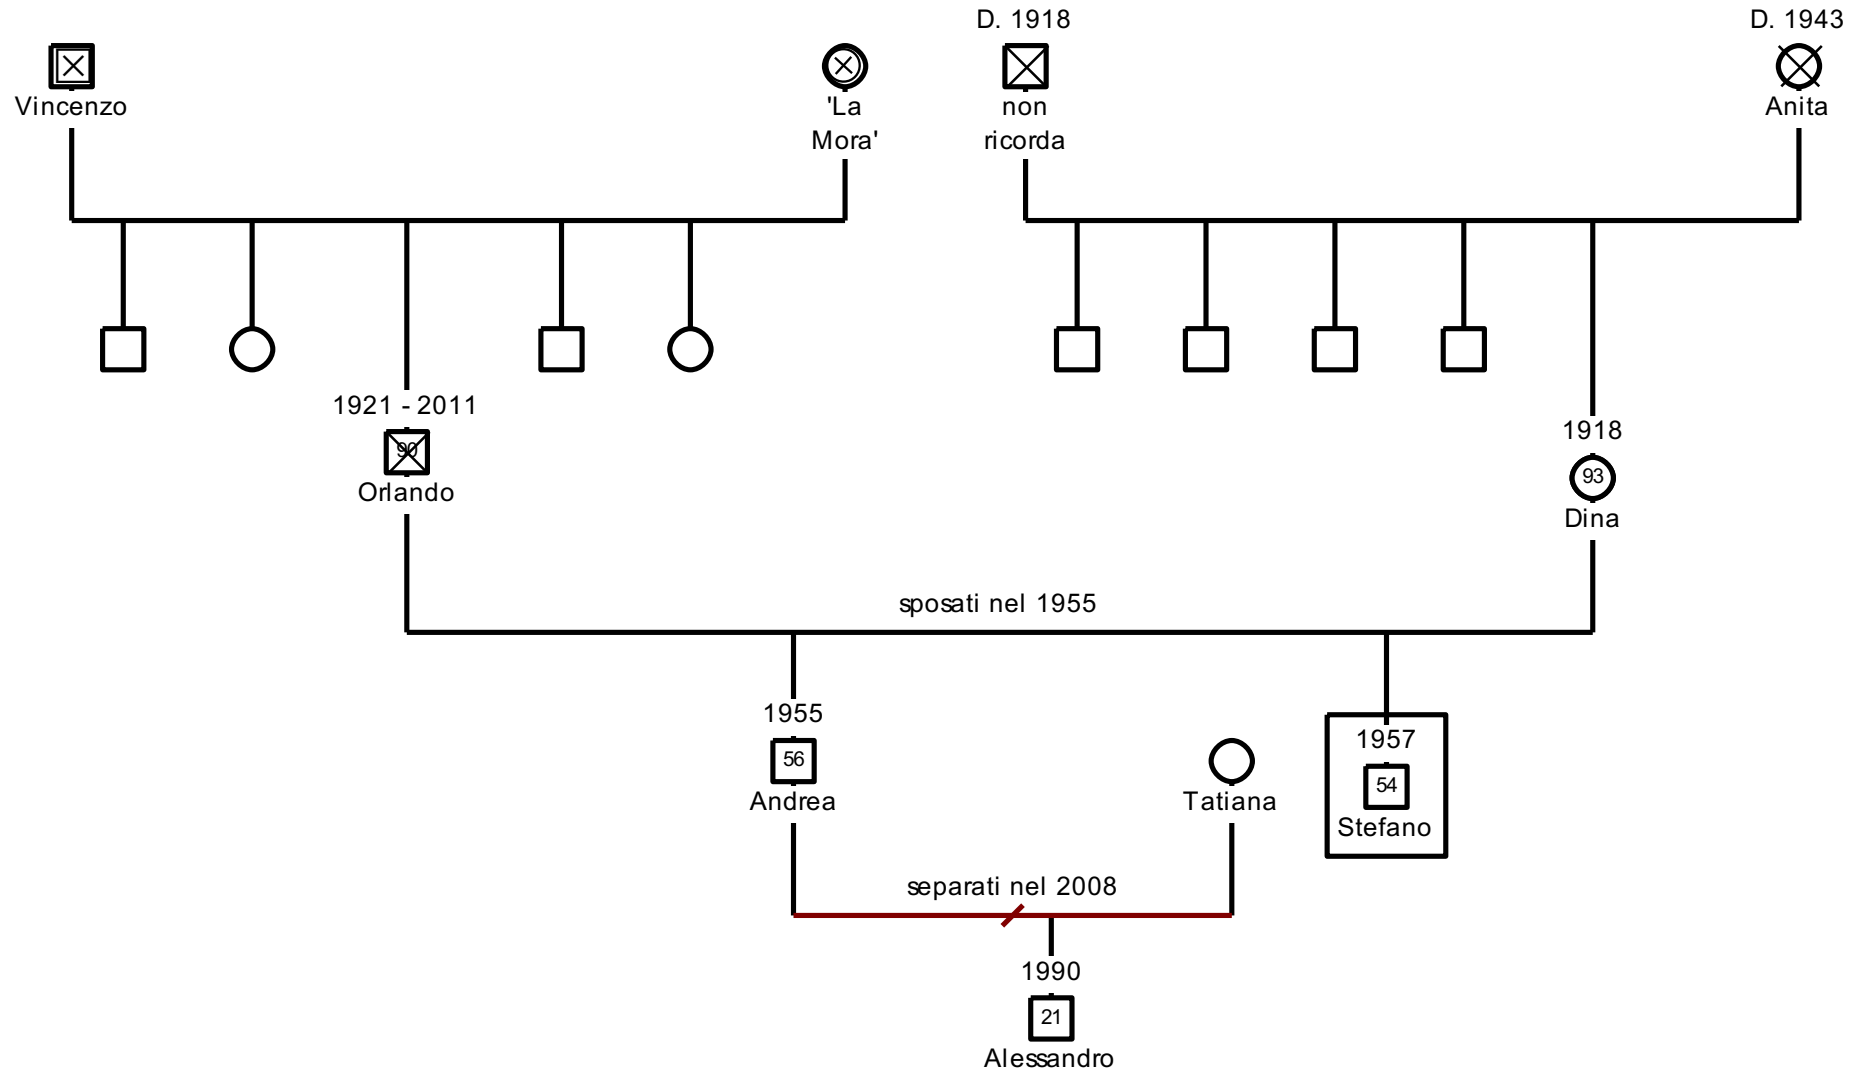 D. 1918
D. 1943
Vincenzo
'La
Mora'
non
ricorda
Anita
1921 - 2011
90
Orlando
1918
93
Dina
sposati nel 1955
1955
56
Andrea
Tatiana
1957
54
Stefano
separati nel 2008
1990
21
Alessandro